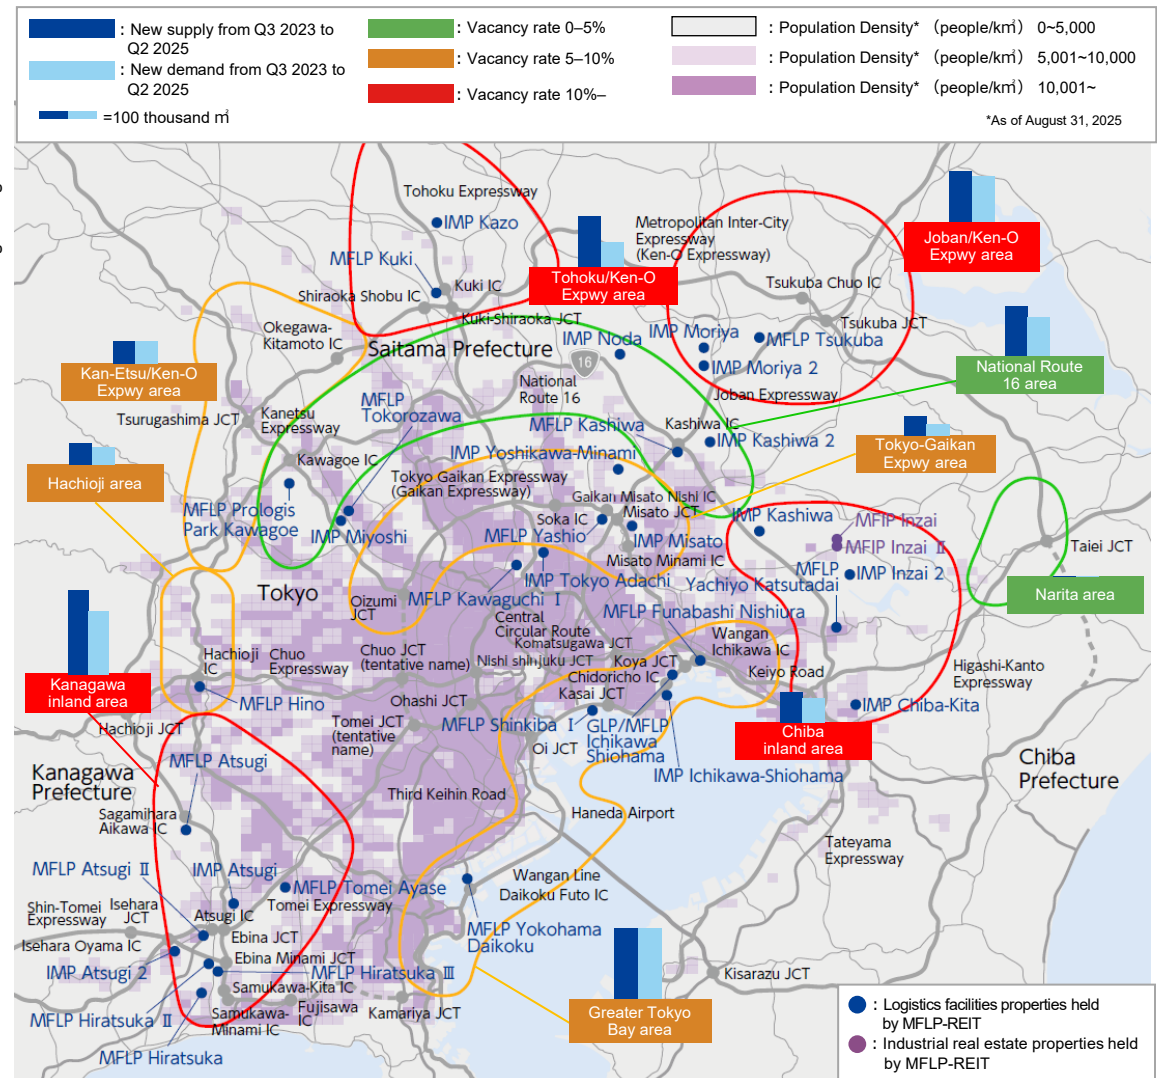 : New supply from Q3 2023 to
Q2 2025
: New demand from Q3 2023 to
Q2 2025
=100 thousand ㎡
: Vacancy rate 0–5%
: Vacancy rate 5–10%
: Vacancy rate 10%–
: Population Density* （people/k㎡） 0~5,000
: Population Density* （people/k㎡） 5,001~10,000
: Population Density* （people/k㎡） 10,001~
*As of August 31, 2025
Tohoku Expressway
IMP Kazo
MFLP Kuki
Kuki IC
Shiraoka Shobu IC
Kuki-Shiraoka JCT
Metropolitan Inter-City
Expressway
(Ken-O Expressway)
Tohoku/Ken-O
Expwy area
Joban/Ken-O
Expwy area
Tsukuba Chuo IC
Tsukuba JCT
Okegawa-
Kitamoto IC
Saitama Prefecture
IMP Noda
IMP Moriya
MFLP Tsukuba
IMP Moriya 2
16
National
Route 16
Joban Expressway
National Route
16 area
Kan-Etsu/Ken-O
Expwy area
Tsurugashima JCT
Kanetsu
Expressway
MFLP
Tokorozawa
MFLP Kashiwa
Kashiwa IC
IMP Kashiwa 2
Tokyo-Gaikan
Expwy area
Hachioji area
Kawagoe IC
IMP Yoshikawa-Minami
Tokyo Gaikan Expressway
(Gaikan Expressway)
Gaikan Misato Nishi IC
Misato JCT
Soka IC
MFLP Prologis
Park Kawagoe
IMP Miyoshi
MFLP Yashio
IMP Misato
Misato Minami IC
IMP Kashiwa
MFIP Inzai
MFIP Inzai Ⅱ
Taiei JCT
MFLP
Yachiyo Katsutadai
IMP Inzai 2
Narita area
Tokyo
Oizumi
JCT
IMP Tokyo Adachi
MFLP Kawaguchi Ⅰ
MFLP Funabashi Nishiura
Central
Circular Route
Komatsugawa JCT
Wangan
Ichikawa IC
Hachioji
IC
Chuo
Expressway
Chuo JCT
(tentative name)
Nishi shinjuku JCT
Koya JCT
Chidoricho IC
Kasai JCT
Keiyo Road
Higashi-Kanto
Expressway
Kanagawa
inland area
MFLP Hino
Ohashi JCT
Hachioji JCT
Tomei JCT
(tentative
name)
MFLP Shinkiba Ⅰ
GLP/MFLP
Ichikawa
Shiohama
Oi JCT
IMP Chiba-Kita
Chiba
inland area
MFLP Atsugi
IMP Ichikawa-Shiohama
Kanagawa
Prefecture
Chiba
Prefecture
Third Keihin Road
Haneda Airport
Sagamihara
Aikawa IC
Tateyama
Expressway
MFLP Atsugi Ⅱ
IMP Atsugi
MFLP Tomei Ayase
Tomei Expressway
Wangan Line
Daikoku Futo IC
Shin-Tomei
Expressway
Isehara
JCT
Atsugi IC
Ebina JCT
MFLP Yokohama
Daikoku
Isehara Oyama IC
Ebina Minami JCT
IMP Atsugi 2
MFLP Hiratsuka Ⅲ
Kisarazu JCT
Samukawa-Kita IC
MFLP Hiratsuka Ⅱ
Samukawa-
Minami IC
Fujisawa
IC
Kamariya JCT
Greater Tokyo
Bay area
MFLP Hiratsuka
: Logistics facilities properties held
by MFLP-REIT
: Industrial real estate properties held
by MFLP-REIT